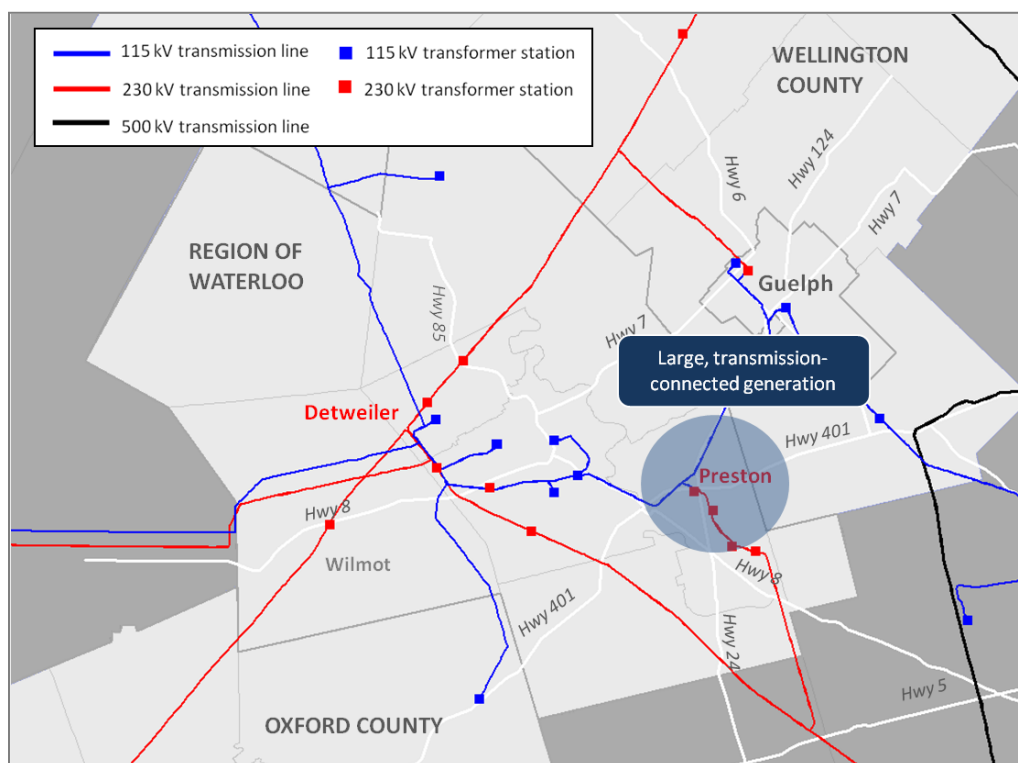 115 kV transmission line
115 kV transformer station
230 kV transmission line
230 kV transformer station
500 kV transmission line
WELLINGTON
COUNTY
Hwy 124
Hwy 6
Hwy 7
REGION OF
WATERLOO
Guelph
Hwy 85
Hwy 7
Large, transmission-
connected generation
Detweiler
Hwy 401
Preston
Hwy 8
Wilmot
Hwy 8
Hwy 401
Hwy 24
Hwy 5
OXFORD COUNTY